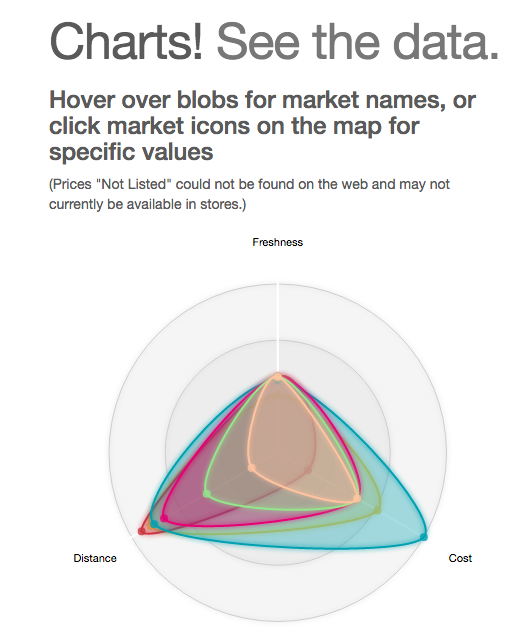 Charts! See the data.
Hover over blobs for market names, or
click market icons on the map for
specific values
(Prices "Not Listed" could not be found on the web and may not
currently be available in stores.)
Freshness
Distance
Cost